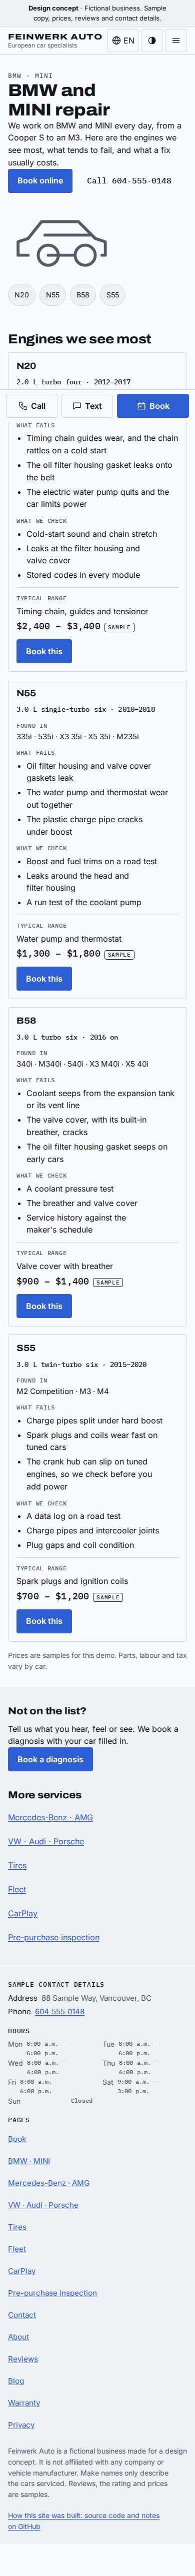 Design concept · Fictional business. Sample
copy, prices, services and contact details.
FEINWERK AUTO
European car specialists
EN
BMW · MINI
BMW and
MINI repair
We work on BMW and MINI every day, from a
Cooper S to an M3. Here are the engines we
see most, what tends to fail, and what a fix
usually costs.
Book online
Call 604-555-0148
N20
N55
B58
S55
Engines we see most
N20
2.0 L turbo four · 2012–2017
Call
Text
Book
WHAT FAILS
• Timing chain guides wear, and the chain
rattles on a cold start
• The oil filter housing gasket leaks onto
the belt
• The electric water pump quits and the
car limits power
WHAT WE CHECK
• Cold-start sound and chain stretch
• Leaks at the filter housing and
valve cover
• Stored codes in every module
TYPICAL RANGE
Timing chain, guides and tensioner
$2,400 – $3,400 SAMPLE
Book this
N55
3.0 L single-turbo six · 2010–2018
FOUND IN
335i · 535i · X3 35i · X5 35i · M235i
WHAT FAILS
• Oil filter housing and valve cover
gaskets leak
• The water pump and thermostat wear
out together
• The plastic charge pipe cracks
under boost
WHAT WE CHECK
• Boost and fuel trims on a road test
• Leaks around the head and
filter housing
• A run test of the coolant pump
TYPICAL RANGE
Water pump and thermostat
$1,300 – $1,800 SAMPLE
Book this
B58
3.0 L turbo six · 2016 on
FOUND IN
340i · M340i · 540i · X3 M40i · X5 40i
WHAT FAILS
• Coolant seeps from the expansion tank
or its vent line
• The valve cover, with its built-in
breather, cracks
• The oil filter housing gasket seeps on
early cars
WHAT WE CHECK
• A coolant pressure test
• The breather and valve cover
• Service history against the
maker's schedule
TYPICAL RANGE
Valve cover with breather
$900 – $1,400 SAMPLE
Book this
S55
3.0 L twin-turbo six · 2015–2020
FOUND IN
M2 Competition · M3 · M4
WHAT FAILS
• Charge pipes split under hard boost
• Spark plugs and coils wear fast on
tuned cars
• The crank hub can slip on tuned
engines, so we check before you
add power
WHAT WE CHECK
• A data log on a road test
• Charge pipes and intercooler joints
• Plug gaps and coil condition
TYPICAL RANGE
Spark plugs and ignition coils
$700 – $1,200 SAMPLE
Book this
Prices are samples for this demo. Parts, labour and tax
vary by car.
Not on the list?
Tell us what you hear, feel or see. We book a
diagnosis with your car filled in.
Book a diagnosis
More services
Mercedes-Benz · AMG
VW · Audi · Porsche
Tires
Fleet
CarPlay
Pre-purchase inspection
SAMPLE CONTACT DETAILS
Address 88 Sample Way, Vancouver, BC
Phone 604-555-0148
HOURS
Mon 8:00 a.m. – 6:00 p.m.
Tue 8:00 a.m. – 6:00 p.m.
Wed 8:00 a.m. – 6:00 p.m.
Thu 8:00 a.m. – 6:00 p.m.
Fri 8:00 a.m. – 6:00 p.m.
Sat 9:00 a.m. – 3:00 p.m.
Sun Closed
PAGES
Book
BMW · MINI
Mercedes-Benz · AMG
VW · Audi · Porsche
Tires
Fleet
CarPlay
Pre-purchase inspection
Contact
About
Reviews
Blog
Warranty
Privacy
Feinwerk Auto is a fictional business made for a design
concept. It is not affiliated with any company or
vehicle manufacturer. Make names only describe
the cars serviced. Reviews, the rating and prices
are samples.
How this site was built: source code and notes
on GitHub